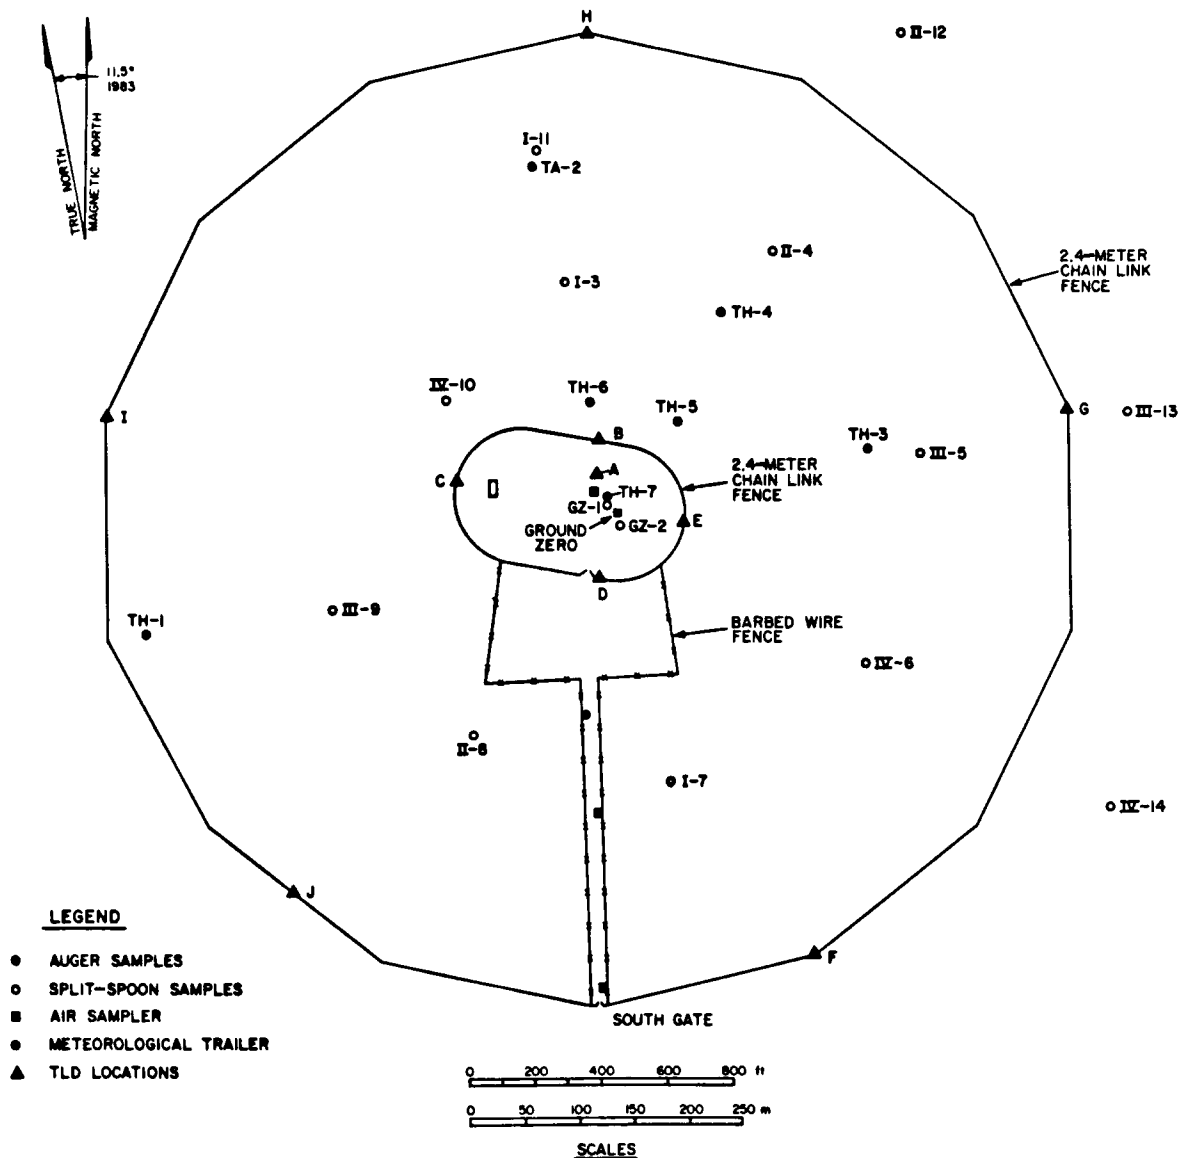 H
II-12
11.5°
1983
TRUE NORTH
MAGNETIC NORTH
I-11
TA-2
II-4
2.4-METER
CHAIN LINK
FENCE
I-3
TH-4
IV-10
TH-6
TH-5
I
G
III-13
B
TH-3
III-5
C
A
2.4-METER
CHAIN LINK
FENCE
TH-7
GZ-1
E
GROUND
ZERO
GZ-2
D
III-9
TH-1
BARBED WIRE
FENCE
IV-6
II-8
I-7
IV-14
J
F
LEGEND
AUGER SAMPLES
SPLIT-SPOON SAMPLES
AIR SAMPLER
METEOROLOGICAL TRAILER
TLD LOCATIONS
SOUTH GATE
0 200 400 600 800 ft
0 50 100 150 200 250 m
SCALES